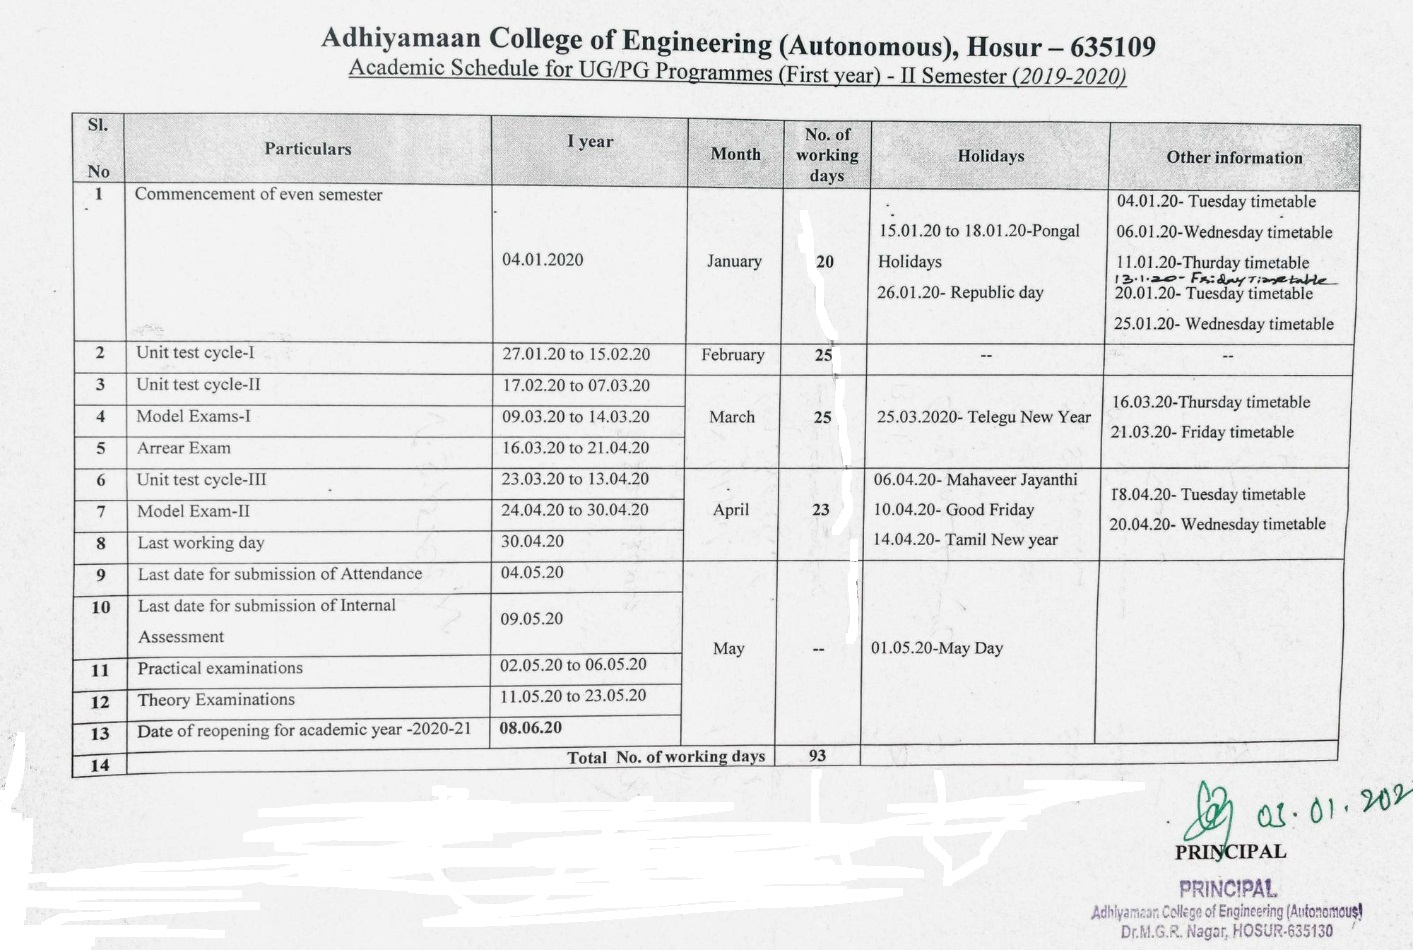 Adhiyamaan College of Engineering (Autonomous), Hosur – 635109
Academic Schedule for UG/PG Programmes (First year) - II Semester (2019-2020)
Sl. No Particulars I year Month No. of working days Holidays Other information
1 Commencement of even semester 04.01.2020 January 20
15.01.20 to 18.01.20-Pongal
Holidays
26.01.20- Republic day
04.01.20- Tuesday timetable
06.01.20-Wednesday timetable
11.01.20-Thurday timetable
13.1.20- Friday Timetable
20.01.20- Tuesday timetable
25.01.20- Wednesday timetable
2 Unit test cycle-I 27.01.20 to 15.02.20 February 25 -- --
3 Unit test cycle-II 17.02.20 to 07.03.20
4 Model Exams-I 09.03.20 to 14.03.20 March 25 25.03.2020- Telegu New Year
16.03.20-Thursday timetable
21.03.20- Friday timetable
5 Arrear Exam 16.03.20 to 21.04.20
6 Unit test cycle-III 23.03.20 to 13.04.20
7 Model Exam-II 24.04.20 to 30.04.20 April 23
06.04.20- Mahaveer Jayanthi
10.04.20- Good Friday
14.04.20- Tamil New year
18.04.20- Tuesday timetable
20.04.20- Wednesday timetable
8 Last working day 30.04.20
9 Last date for submission of Attendance 04.05.20
10 Last date for submission of Internal
Assessment 09.05.20
May -- 01.05.20-May Day
11 Practical examinations 02.05.20 to 06.05.20
12 Theory Examinations 11.05.20 to 23.05.20
13 Date of reopening for academic year -2020-21 08.06.20
14 Total No. of working days 93
03.01.202
PRINCIPAL
PRINCIPAL
Adhiyamaan College of Engineering (Autonomous)
Dr.M.G.R. Nagar, HOSUR-635130